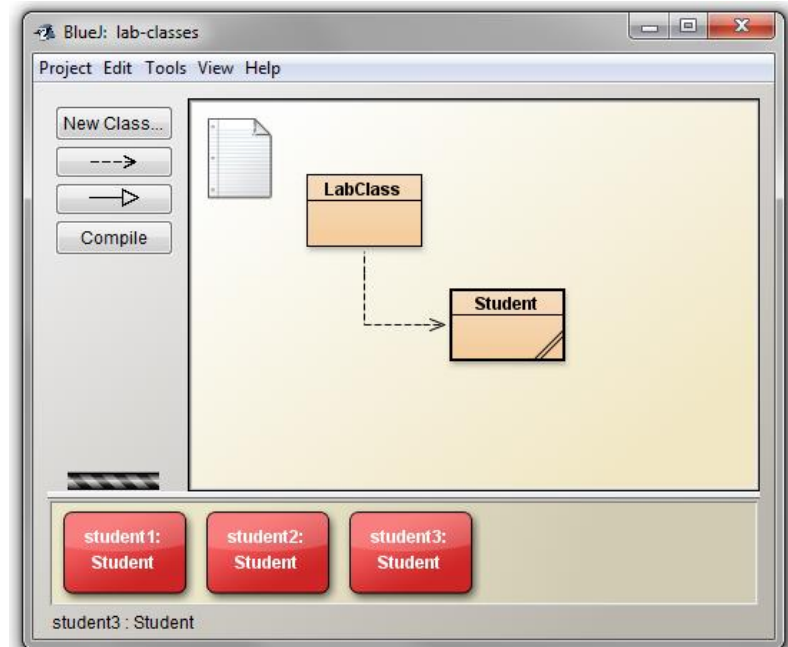 BlueJ: lab-classes
Project Edit Tools View Help
New Class...
Compile
LabClass
Student
student1:
Student
student2:
Student
student3:
Student
student3 : Student